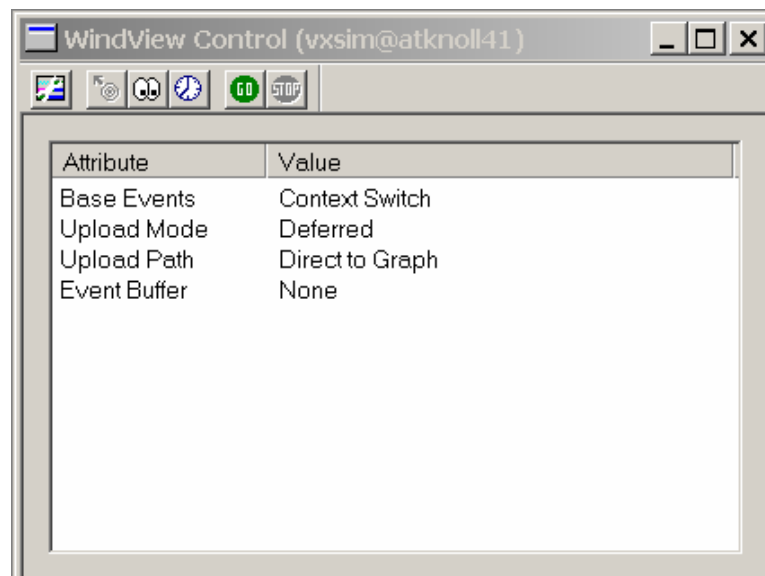 WindView Control (vxsim@atknoll41)
GO STOP
Attribute Value
Base Events Context Switch
Upload Mode Deferred
Upload Path Direct to Graph
Event Buffer None